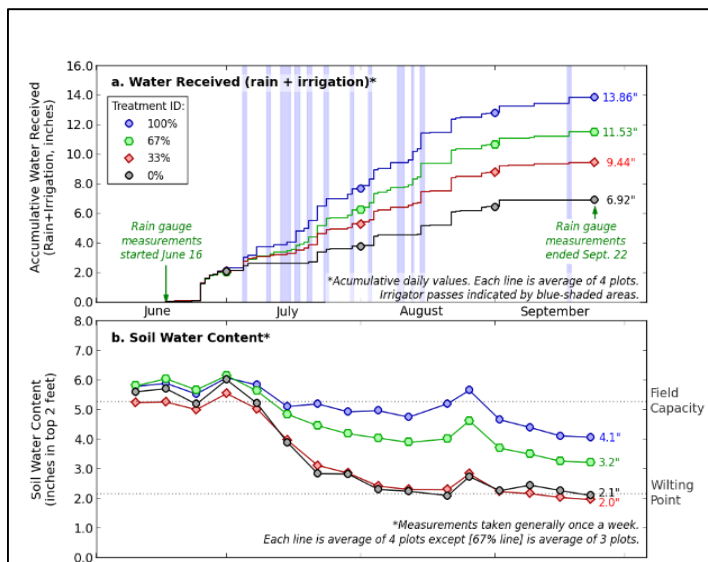 a. Water Received (rain + irrigation)*
Treatment ID:
100%
67%
33%
0%
Accumulative Water Received
(Rain+Irrigation, inches)
16.0
14.0
12.0
10.0
8.0
6.0
4.0
2.0
0.0
13.86"
11.53"
9.44"
6.92"
Rain gauge
measurements
started June 16
Rain gauge
measurements
ended Sept. 22
*Acumulative daily values. Each line is average of 4 plots.
Irrigator passes indicated by blue-shaded areas.
June
July
August
September
b. Soil Water Content*
Soil Water Content
(inches in top 2 feet)
8.0
7.0
6.0
5.0
4.0
3.0
2.0
1.0
0.0
Field
Capacity
4.1"
3.2"
Wilting
Point
2.1"
2.0"
*Measurements taken generally once a week.
Each line is average of 4 plots except [67% line] is average of 3 plots.